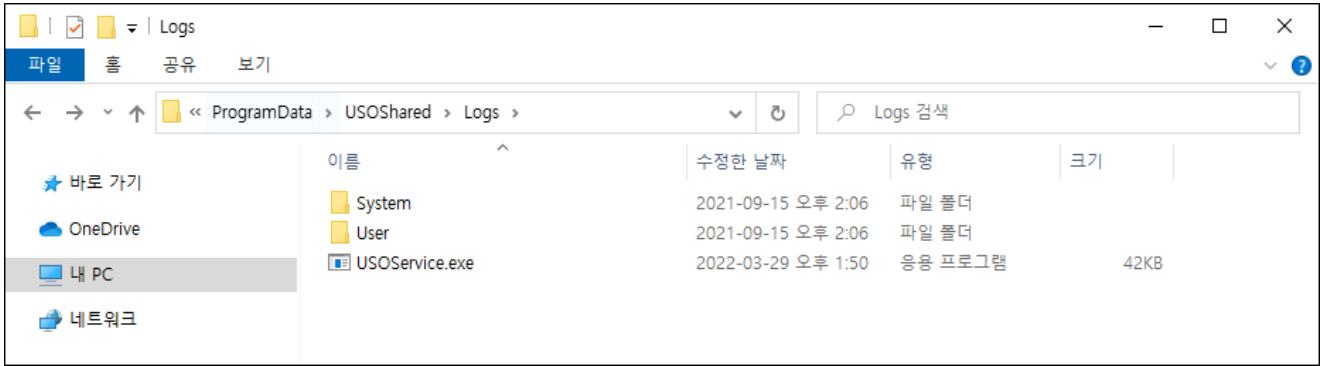 Logs
파일 홈 공유 보기
« ProgramData › USOShared › Logs › Logs 검색
이름 수정한 날짜 유형 크기
바로 가기
OneDrive
내 PC
네트워크
System 2021-09-15 오후 2:06 파일 폴더
User 2021-09-15 오후 2:06 파일 폴더
USOService.exe 2022-03-29 오후 1:50 응용 프로그램 42KB